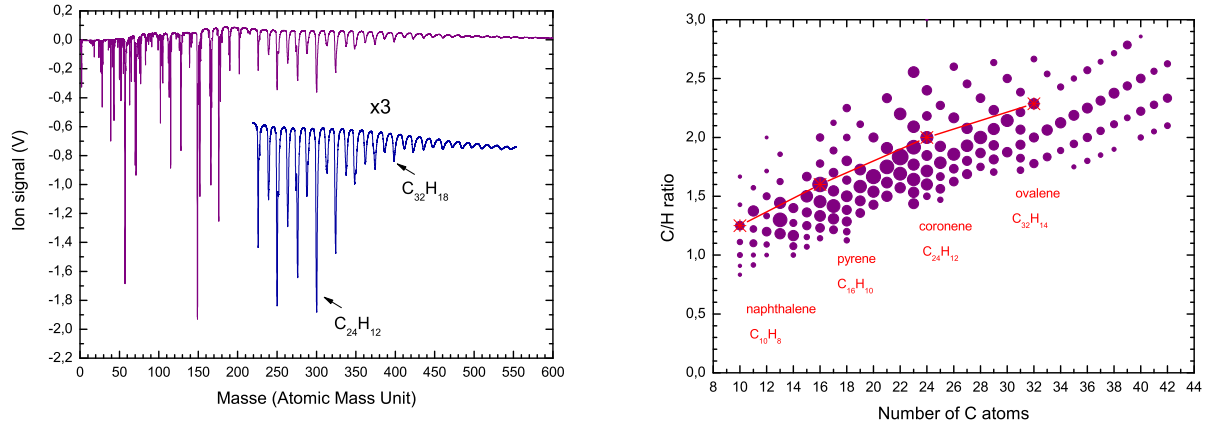 0,2
0,0
-0,2
-0,4
-0,6
-0,8
-1,0
-1,2
-1,4
-1,6
-1,8
-2,0
-2,2
Ion signal (V)
0 50 100 150 200 250 300 350 400 450 500 550 600
Masse (Atomic Mass Unit)
x3
C₃₂H₁₈
C₂₄H₁₂
3,0
2,5
2,0
1,5
1,0
0,5
0,0
C/H ratio
8 10 12 14 16 18 20 22 24 26 28 30 32 34 36 38 40 42 44
Number of C atoms
ovalene
C₃₂H₁₄
coronene
C₂₄H₁₂
pyrene
C₁₆H₁₀
naphthalene
C₁₀H₈